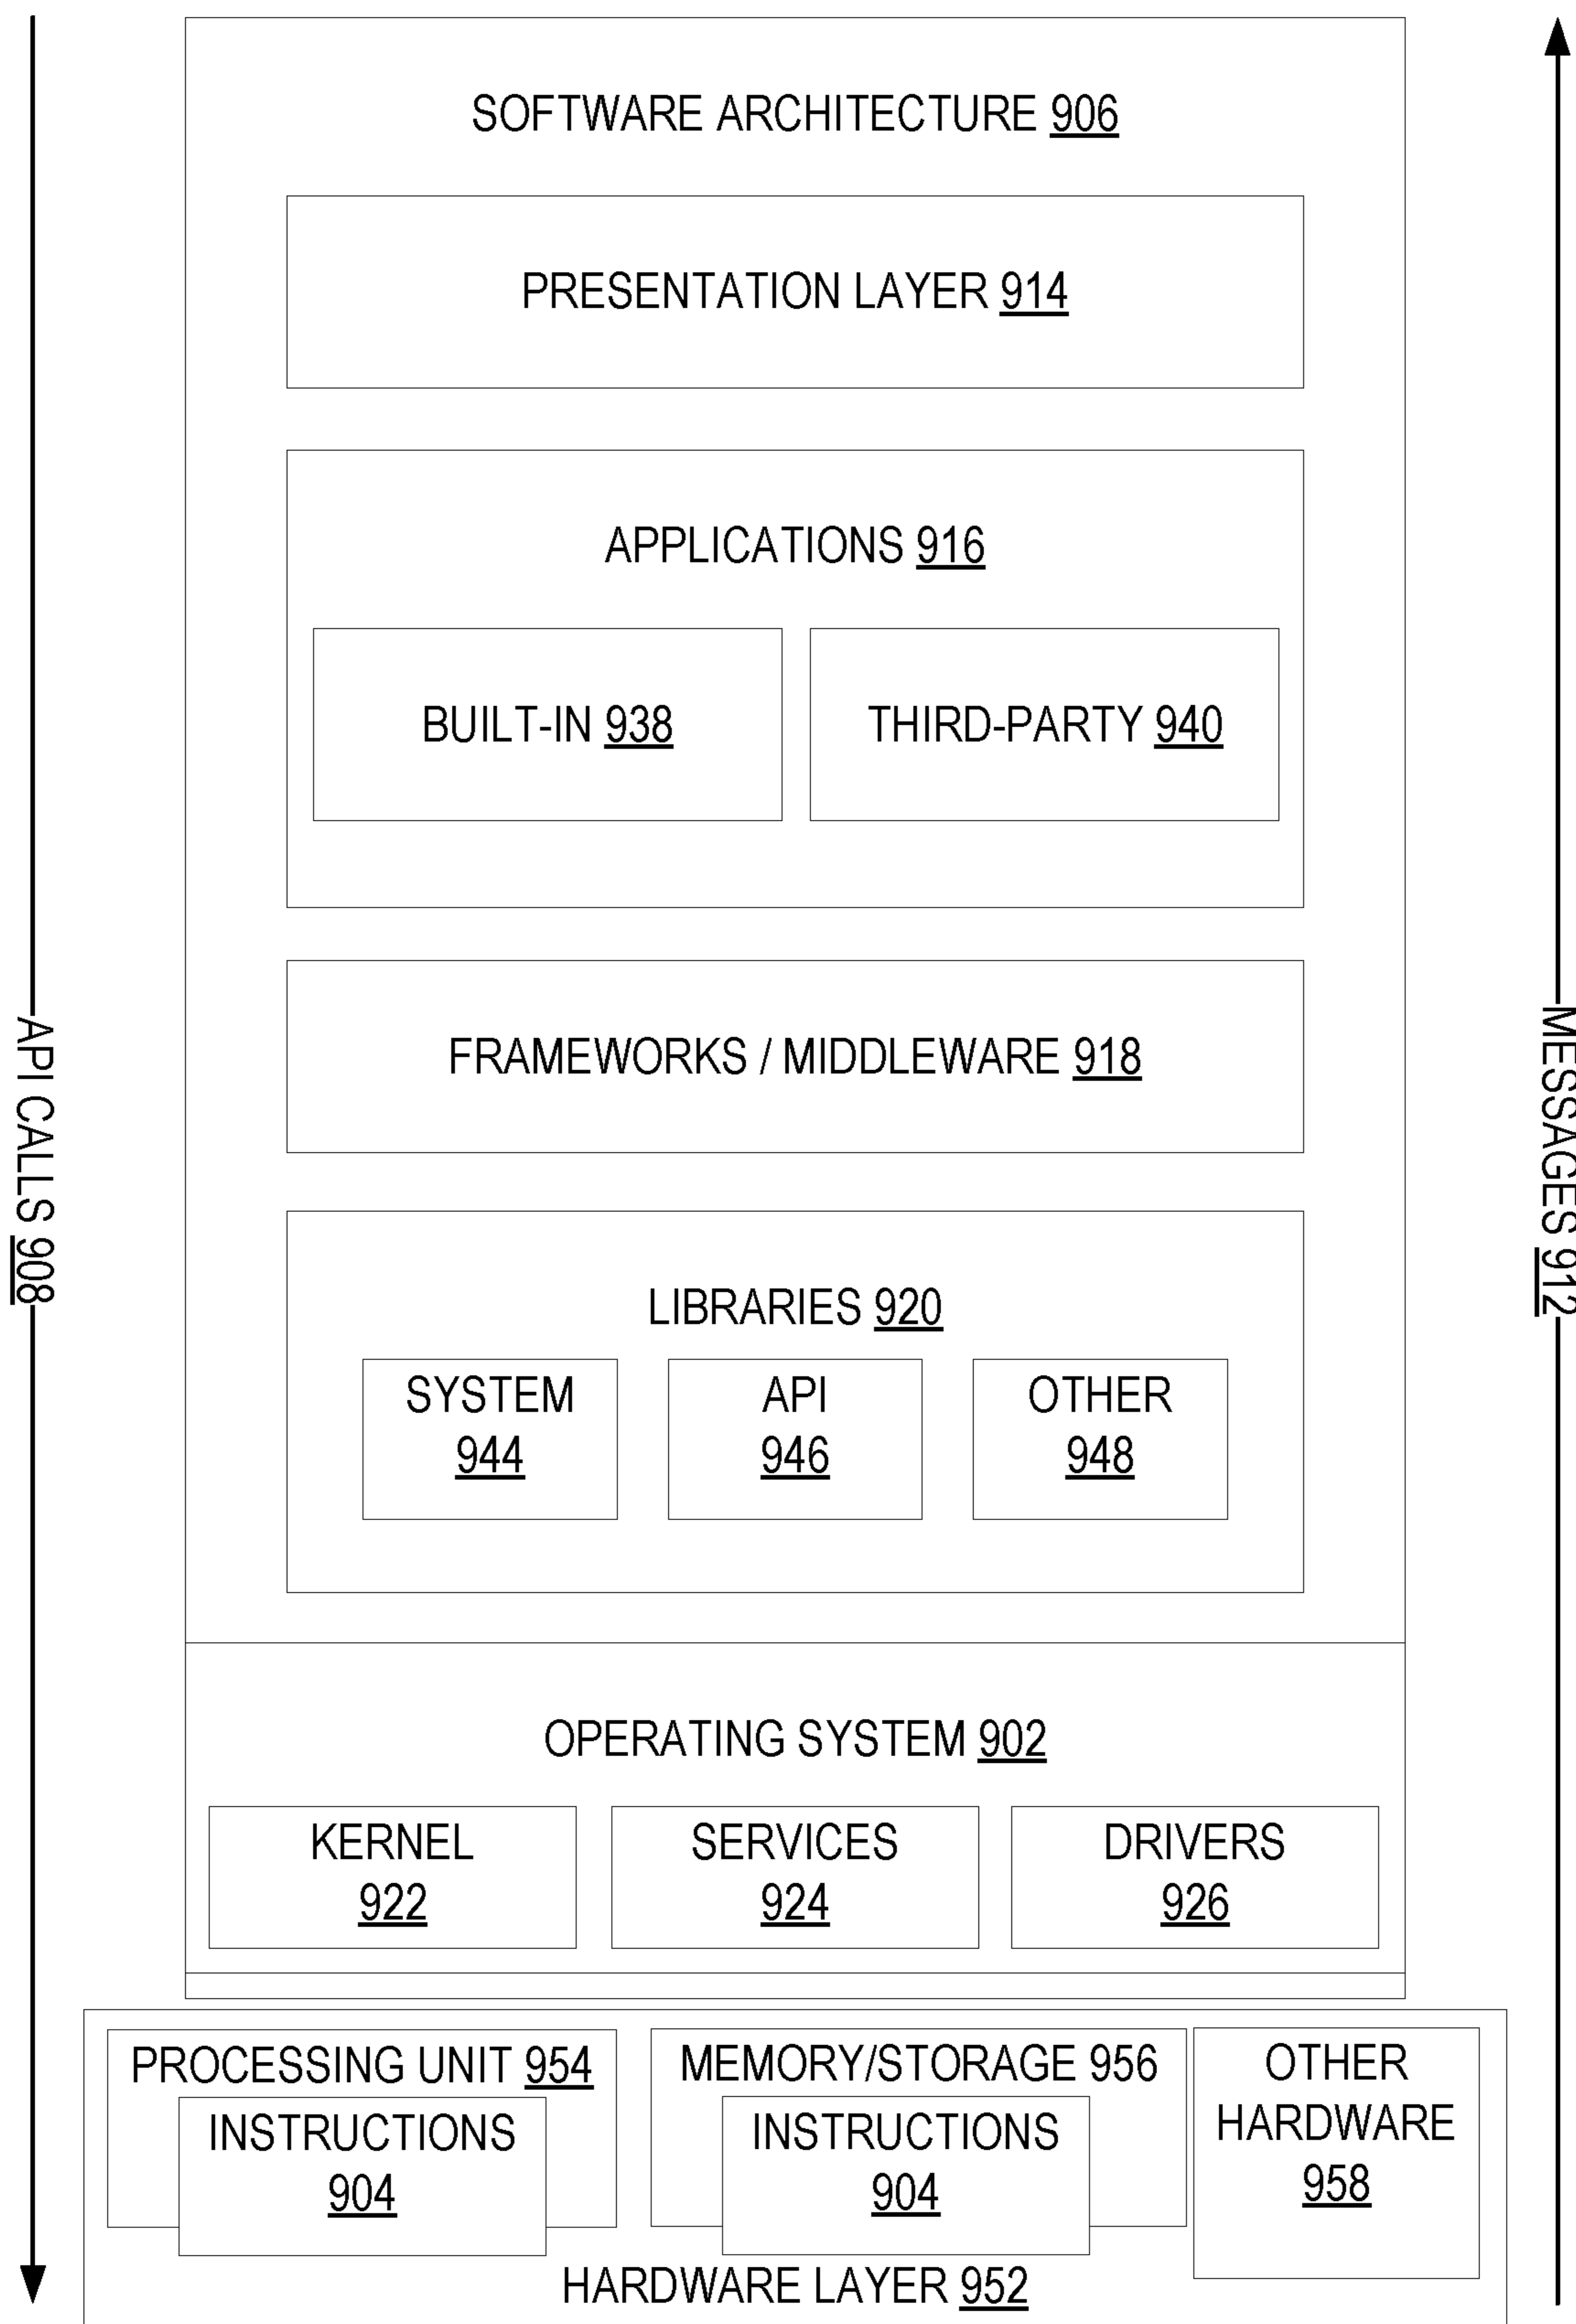 SOFTWARE ARCHITECTURE 906
PRESENTATION LAYER 914
APPLICATIONS 916
BUILT-IN 938
THIRD-PARTY 940
FRAMEWORKS / MIDDLEWARE 918
API CALLS 908
MESSAGES 912
LIBRARIES 920
SYSTEM
944
API
946
OTHER
948
OPERATING SYSTEM 902
KERNEL
922
SERVICES
924
DRIVERS
926
PROCESSING UNIT 954
INSTRUCTIONS
904
MEMORY/STORAGE 956
INSTRUCTIONS
904
OTHER
HARDWARE
958
HARDWARE LAYER 952